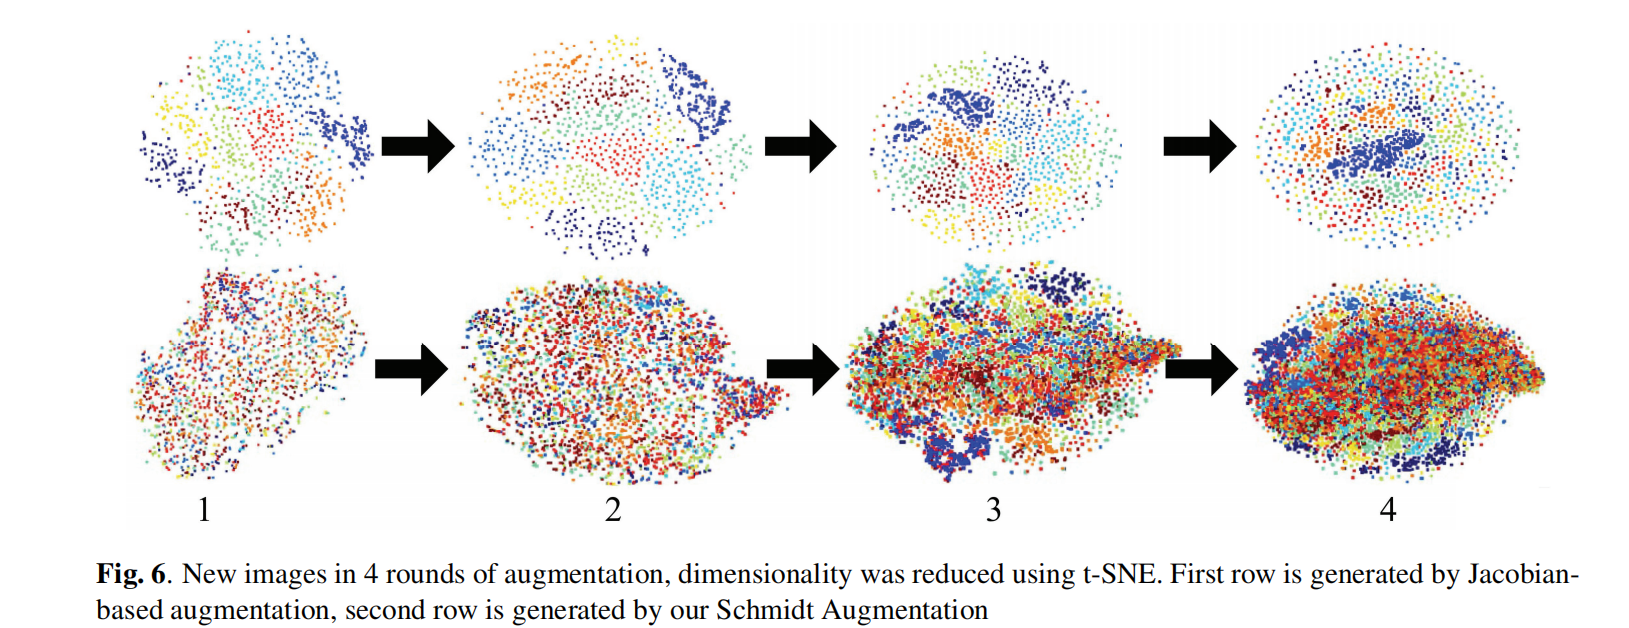 1 2 3 4
Fig. 6. New images in 4 rounds of augmentation, dimensionality was reduced using t-SNE. First row is generated by Jacobian-
based augmentation, second row is generated by our Schmidt Augmentation